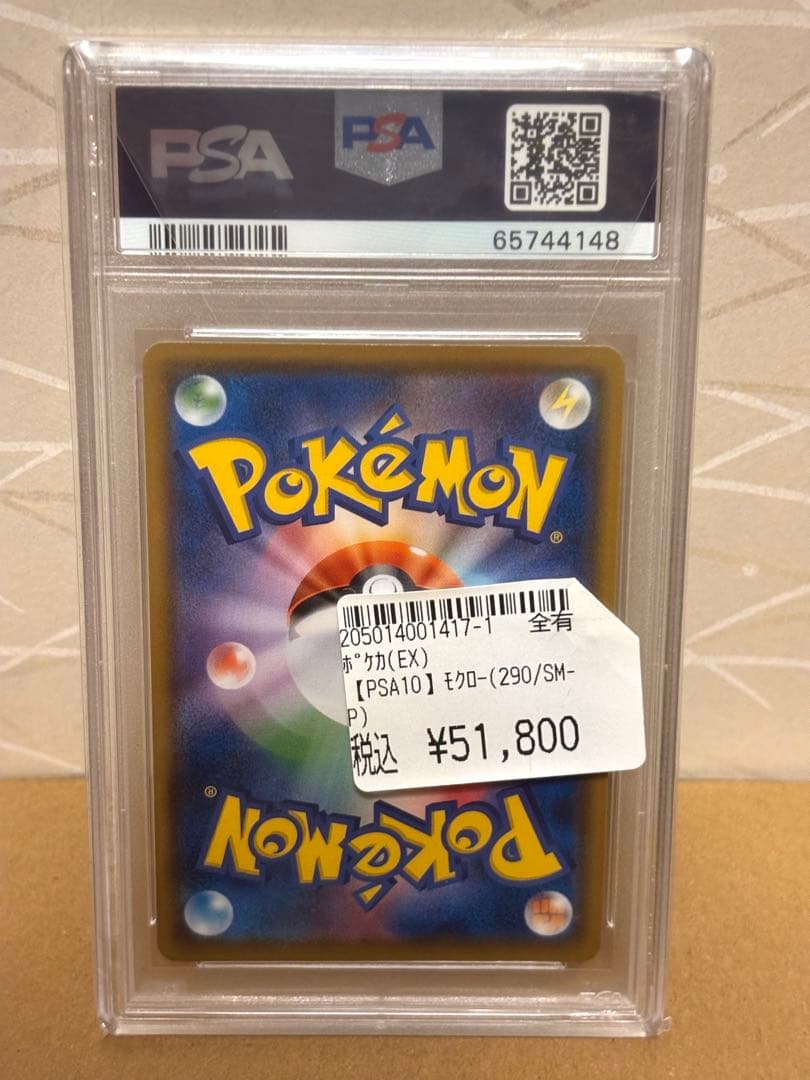 PSA
PSA
65744148
POKéMON
®
205014001417-1 全有
ﾎﾟｹｶ(EX)
【PSA10】ﾓｸﾛｰ(290/SM-
P)
税込 ¥51,800
®
POKéMON